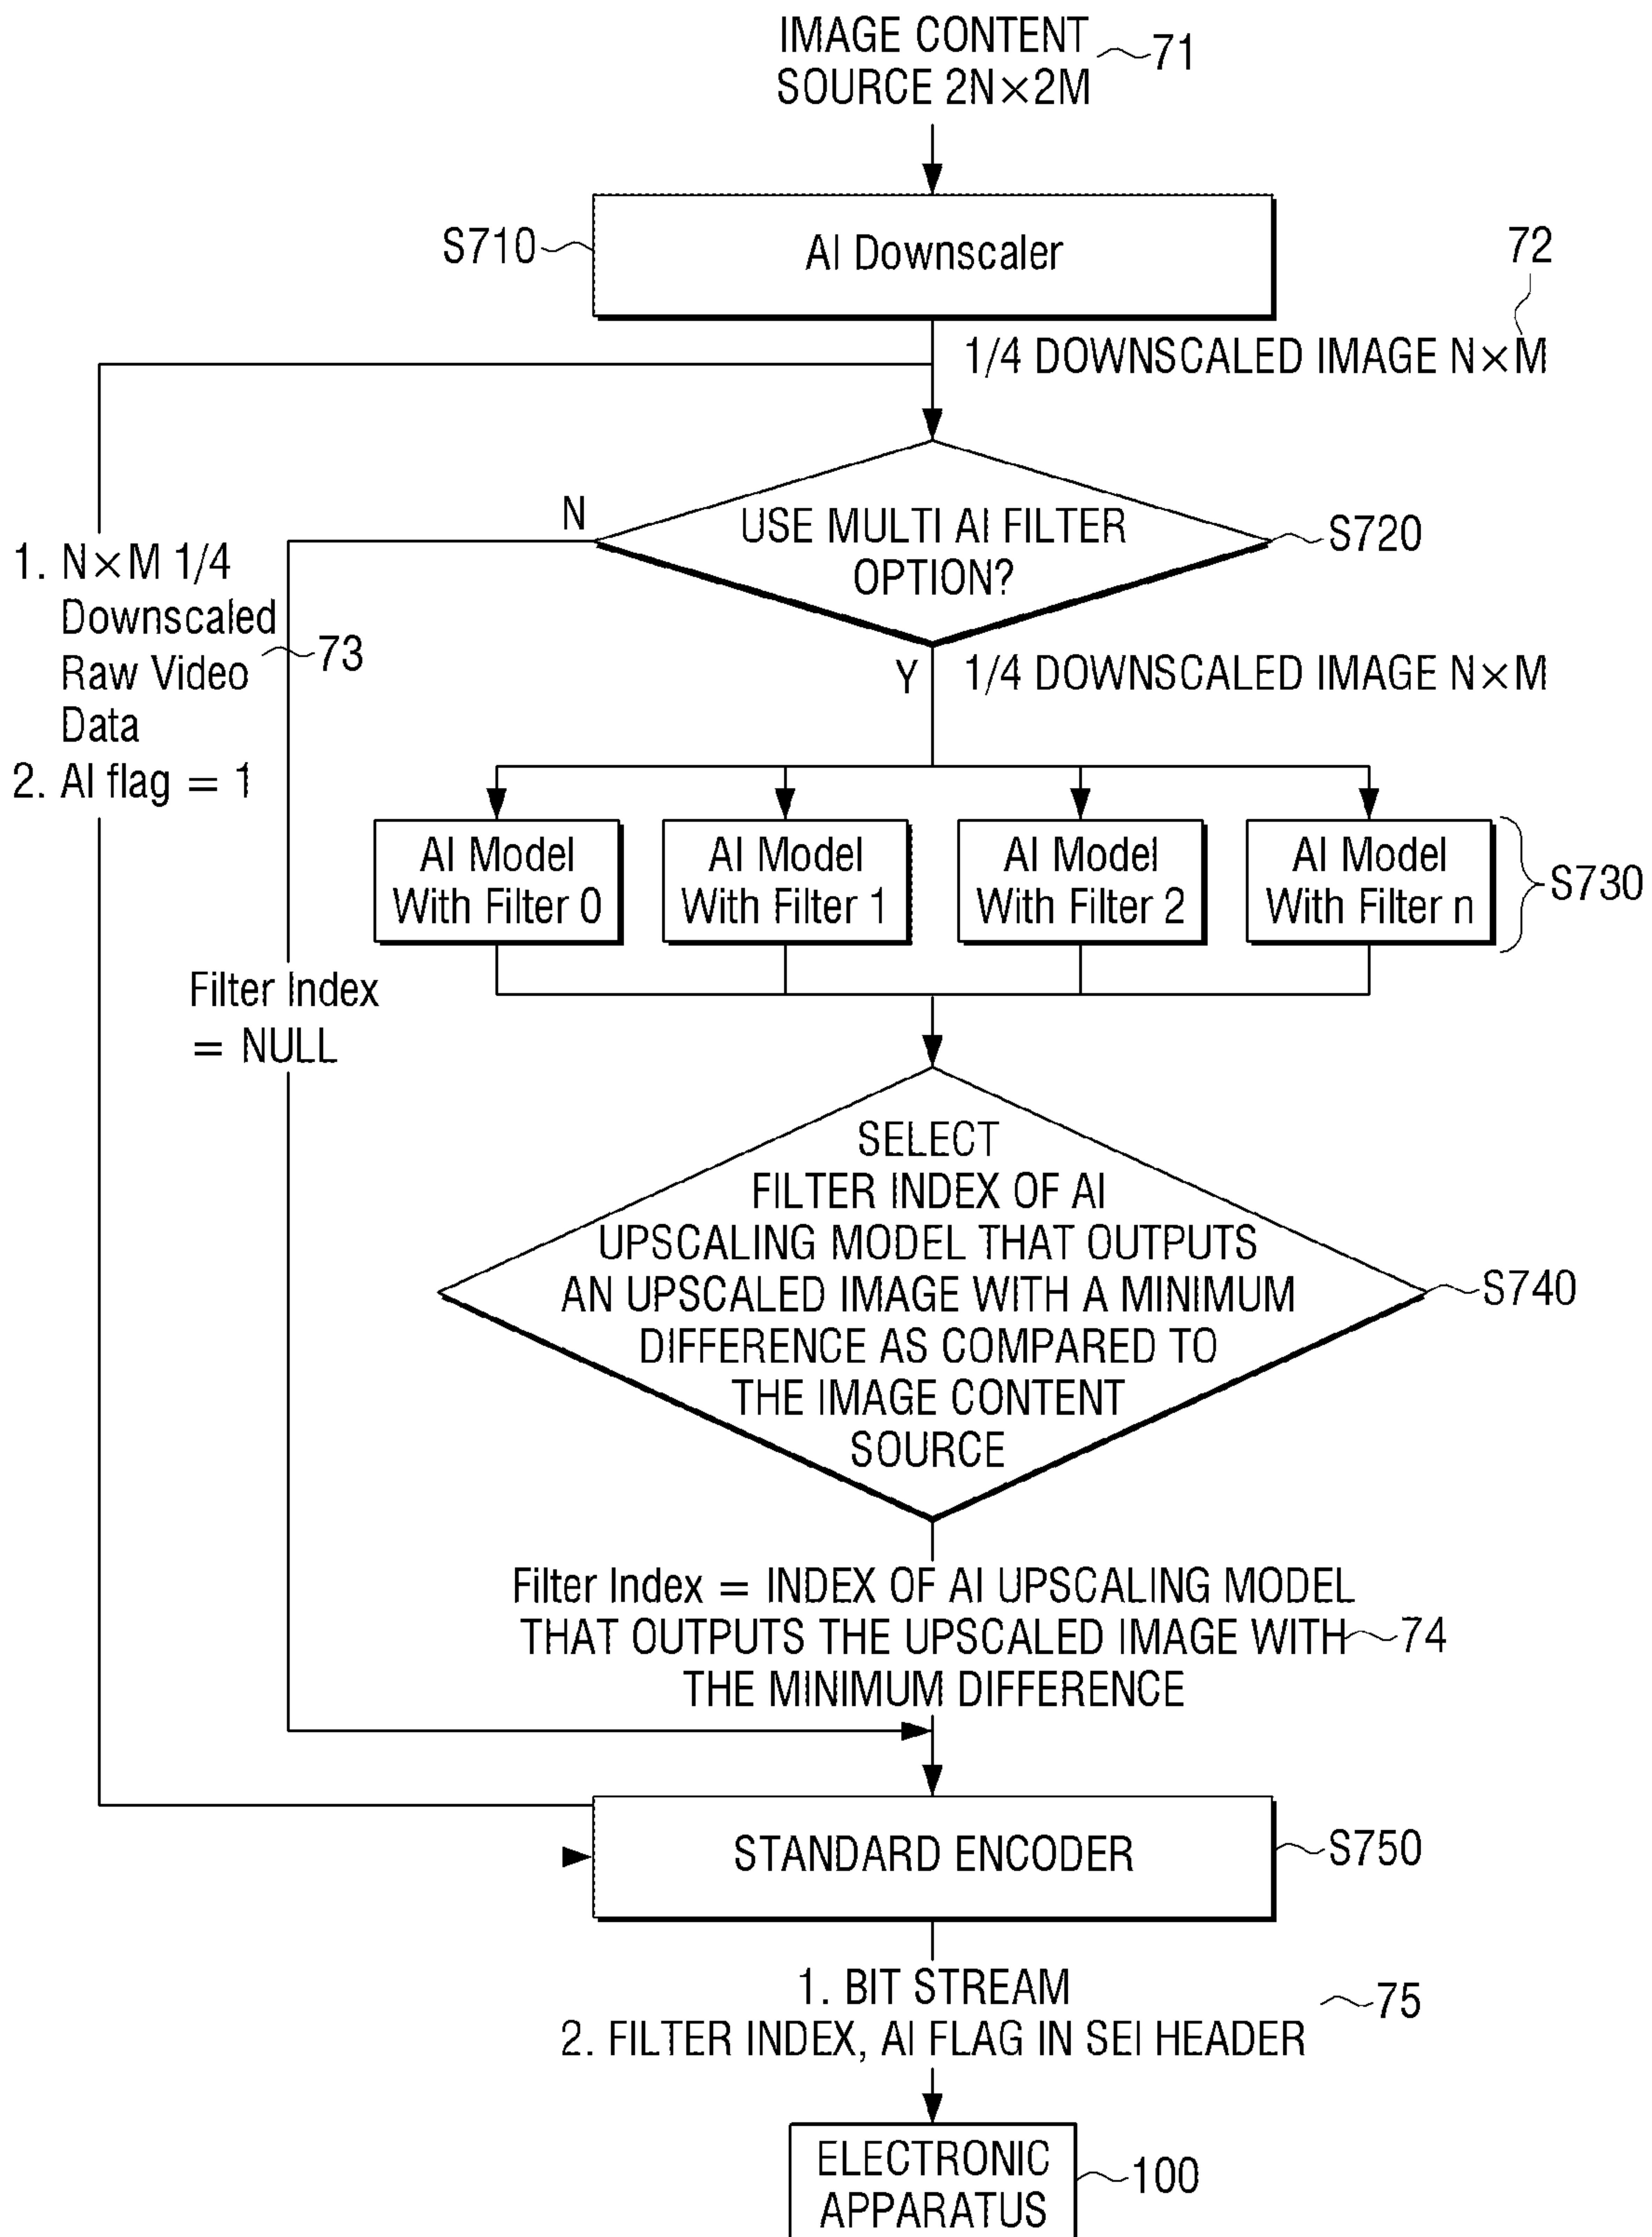 IMAGE CONTENT
SOURCE 2N×2M
71
S710
AI Downscaler
72
1/4 DOWNSCALED IMAGE N×M
N
USE MULTI AI FILTER
OPTION?
S720
1. N×M 1/4
Downscaled
Raw Video
Data
2. AI flag = 1
73
Y
1/4 DOWNSCALED IMAGE N×M
AI Model
With Filter 0
AI Model
With Filter 1
AI Model
With Filter 2
AI Model
With Filter n
S730
Filter Index
= NULL
SELECT
FILTER INDEX OF AI
UPSCALING MODEL THAT OUTPUTS
AN UPSCALED IMAGE WITH A MINIMUM
DIFFERENCE AS COMPARED TO
THE IMAGE CONTENT
SOURCE
S740
Filter Index = INDEX OF AI UPSCALING MODEL
THAT OUTPUTS THE UPSCALED IMAGE WITH
THE MINIMUM DIFFERENCE
74
STANDARD ENCODER
S750
1. BIT STREAM
2. FILTER INDEX, AI FLAG IN SEI HEADER
75
ELECTRONIC
APPARATUS
100